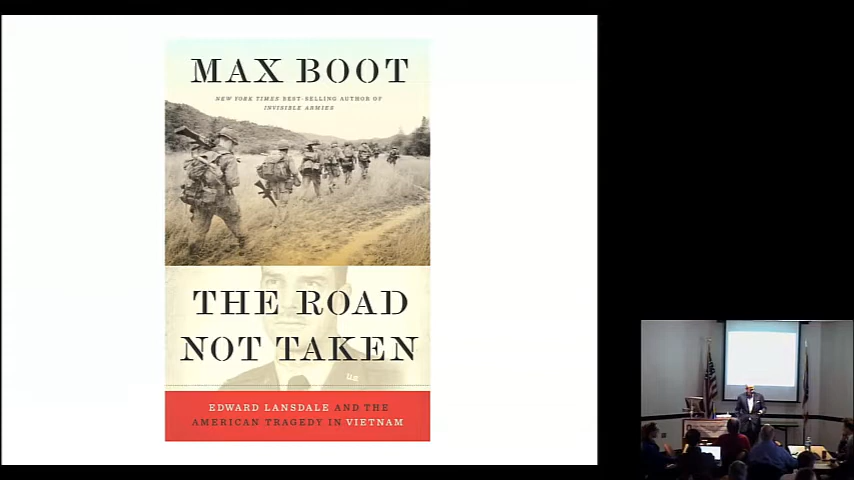 MAX BOOT
NEW YORK TIMES BEST-SELLING AUTHOR OF
INVISIBLE ARMIES
THE ROAD
NOT TAKEN
US
EDWARD LANSDALE AND THE
AMERICAN TRAGEDY IN VIETNAM